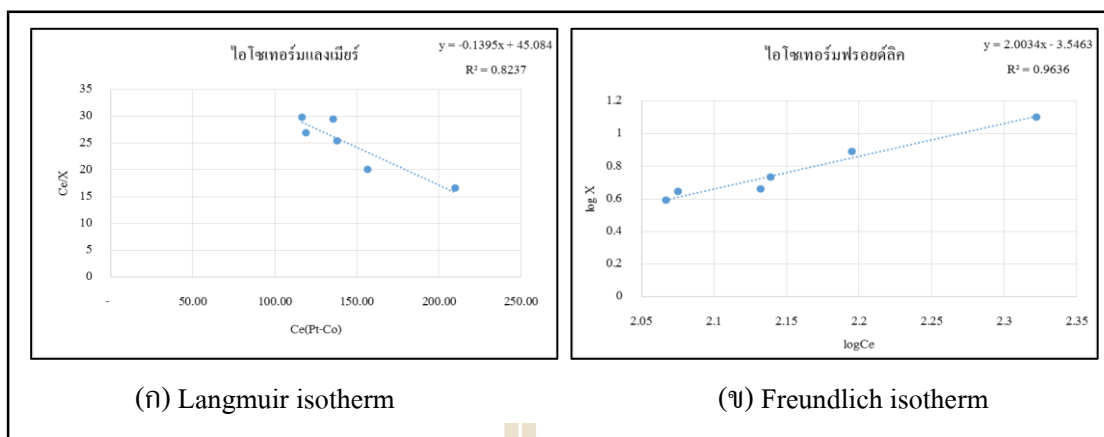 ไอโซเทอร์มแลงเมียร์
y = -0.1395x + 45.084
R² = 0.8237
35
30
25
20
15
10
5
0
Ce/X
-
50.00
100.00
150.00
200.00
250.00
Ce(Pt-Co)
(ก) Langmuir isotherm
ไอโซเทอร์มฟรอยด์ลิค
y = 2.0034x - 3.5463
R² = 0.9636
1.2
1
0.8
0.6
0.4
0.2
0
log X
2.05
2.1
2.15
2.2
2.25
2.3
2.35
logCe
(ข) Freundlich isotherm